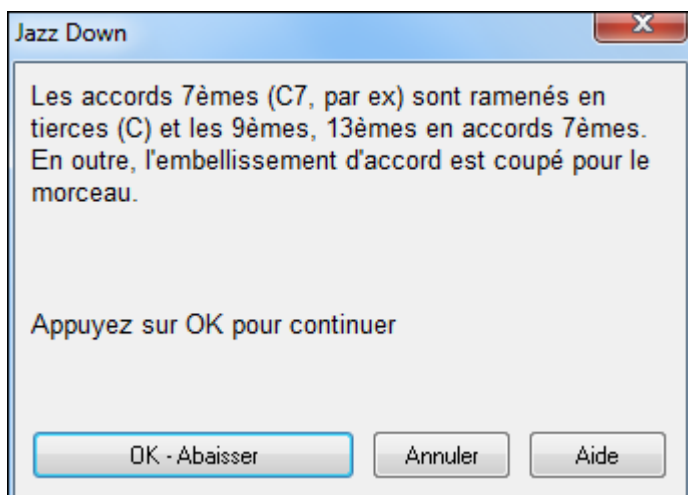 Jazz Down
Les accords 7èmes (C7, par ex) sont ramenés en
tierces (C) et les 9èmes, 13èmes en accords 7èmes.
En outre, l'embellissement d'accord est coupé pour le
morceau.
Appuyez sur OK pour continuer
OK - Abaisser
Annuler
Aide